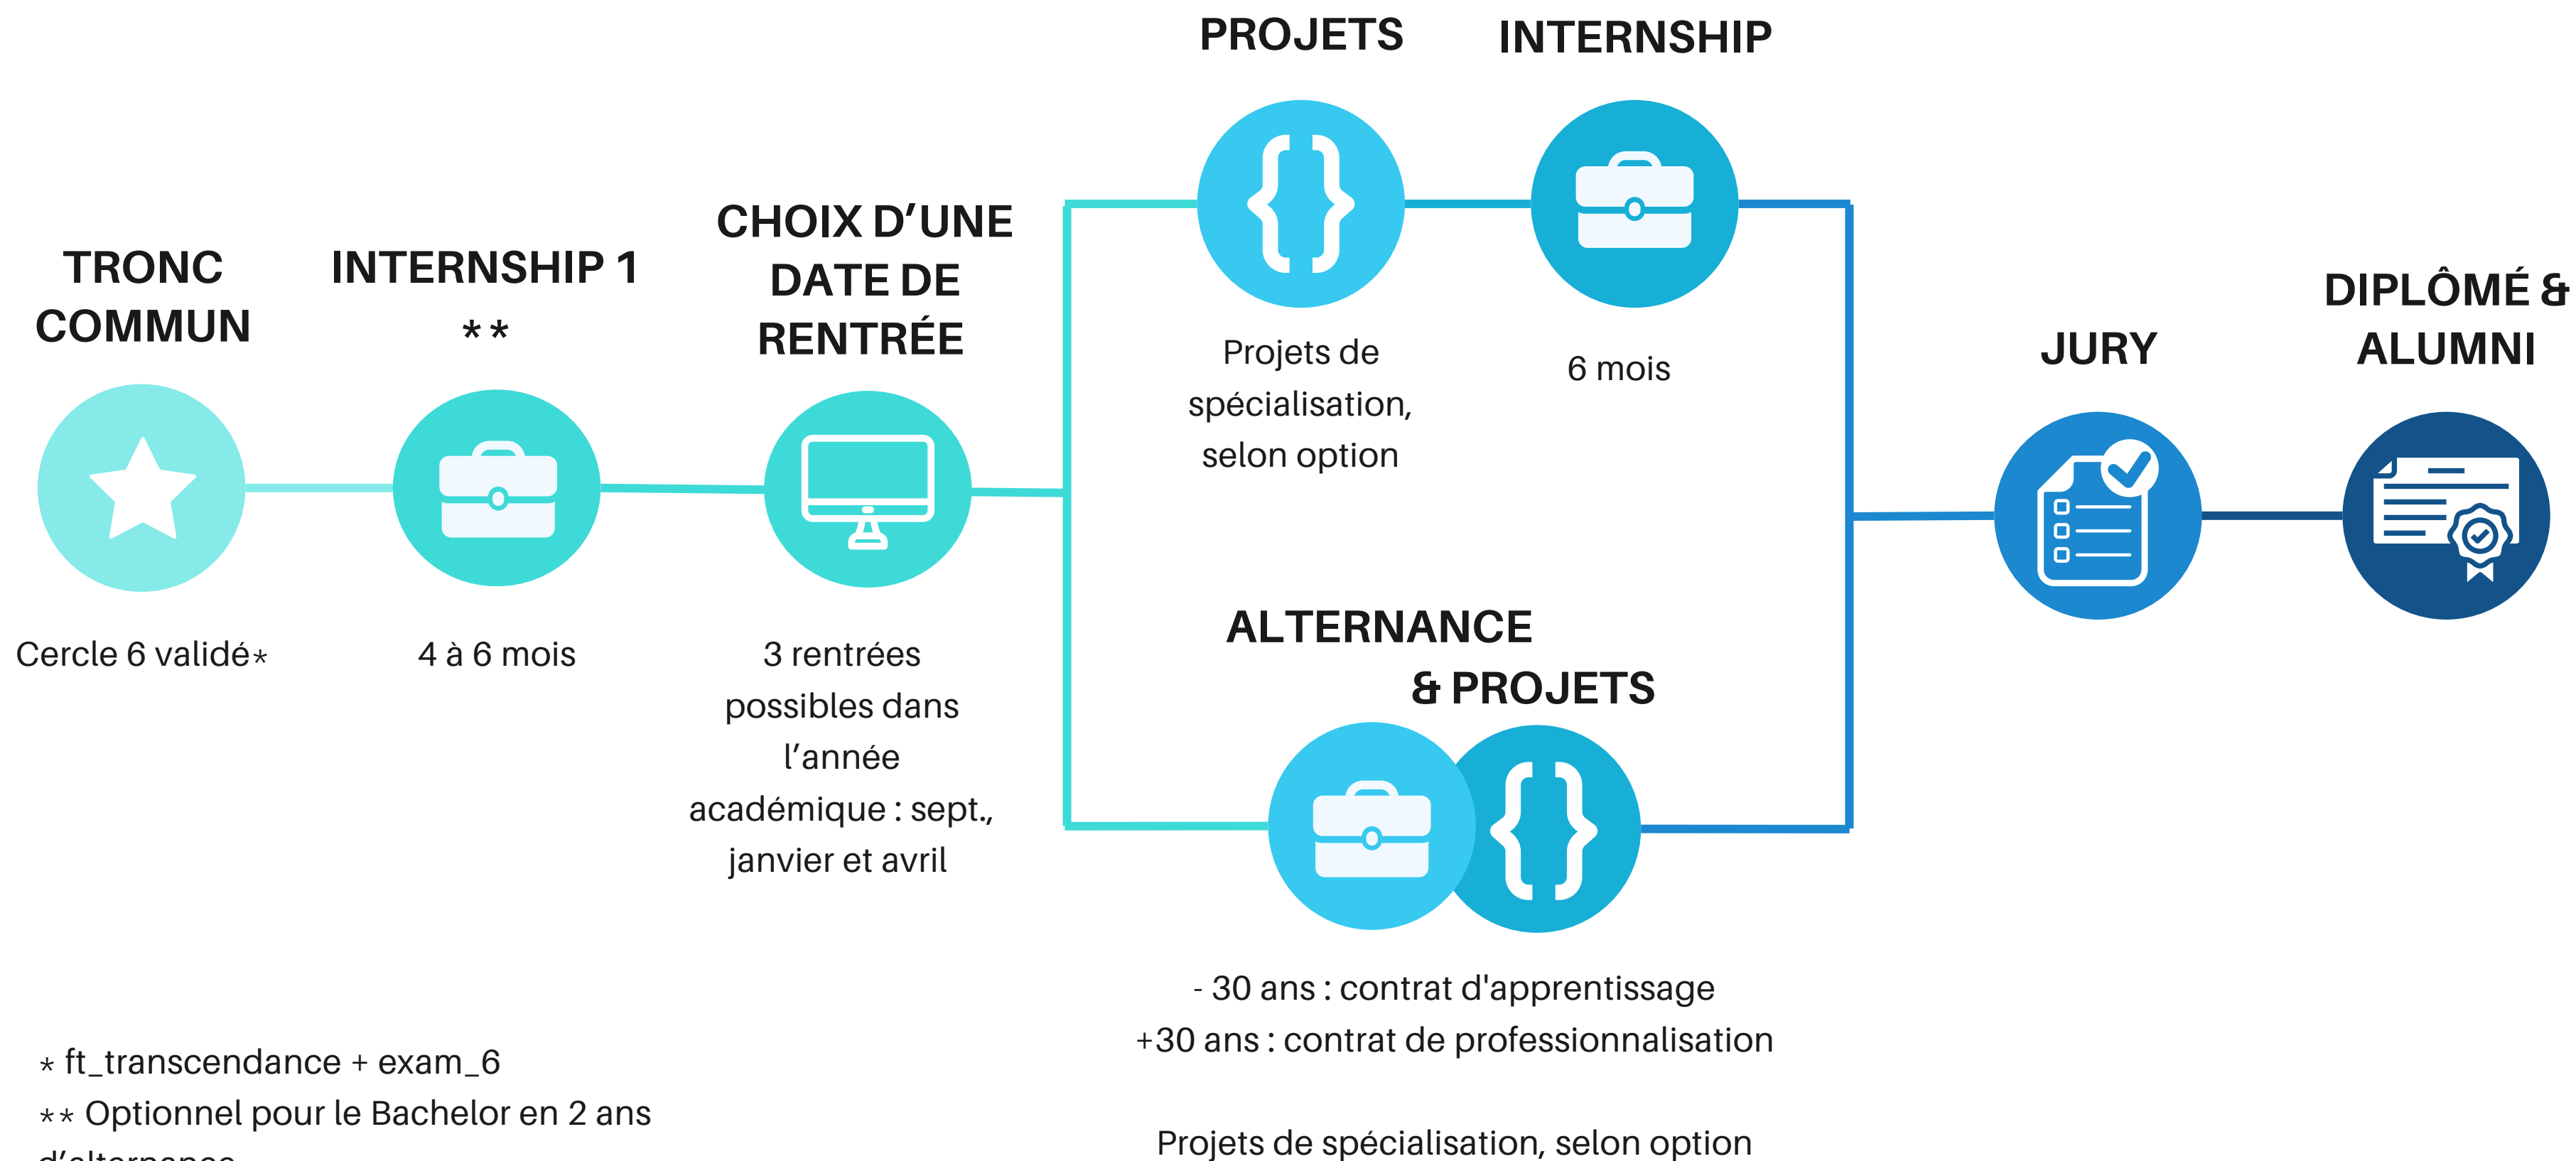 TRONC
COMMUN
Cercle 6 validé*
INTERNSHIP 1
**
4 à 6 mois
CHOIX D’UNE
DATE DE
RENTRÉE
3 rentrées
possibles dans
l’année
académique : sept.,
janvier et avril
PROJETS
Projets de
spécialisation,
selon option
INTERNSHIP
6 mois
ALTERNANCE
& PROJETS
- 30 ans : contrat d'apprentissage
+30 ans : contrat de professionnalisation
Projets de spécialisation, selon option
JURY
DIPLÔMÉ &
ALUMNI
* ft_transcendance + exam_6
** Optionnel pour le Bachelor en 2 ans
d’alternance